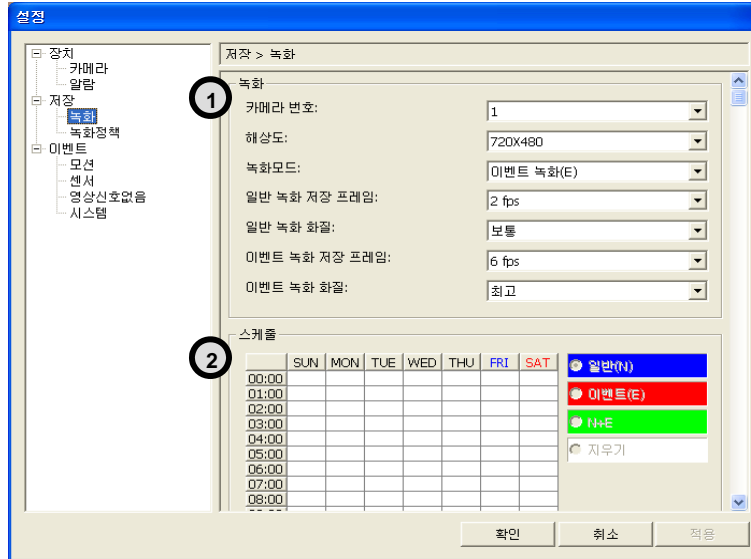 설정
장치
카메라
알람
저장
녹화
녹화정책
이벤트
모션
센서
영상신호없음
시스템
저장 > 녹화
1
녹화
카메라 번호: 1
해상도: 720X480
녹화모드: 이벤트 녹화(E)
일반 녹화 저장 프레임: 2 fps
일반 녹화 화질: 보통
이벤트 녹화 저장 프레임: 6 fps
이벤트 녹화 화질: 최고
2
스케줄
SUN MON TUE WED THU FRI SAT
00:00
01:00
02:00
03:00
04:00
05:00
06:00
07:00
08:00
일반(N)
이벤트(E)
N+E
지우기
확인 취소 적용